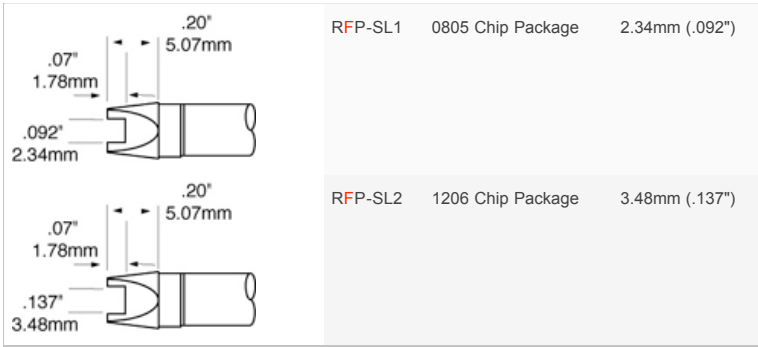 .20"
5.07mm
.07"
1.78mm
.092"
2.34mm
RFP-SL1 0805 Chip Package 2.34mm (.092")
.20"
5.07mm
.07"
1.78mm
.137"
3.48mm
RFP-SL2 1206 Chip Package 3.48mm (.137")